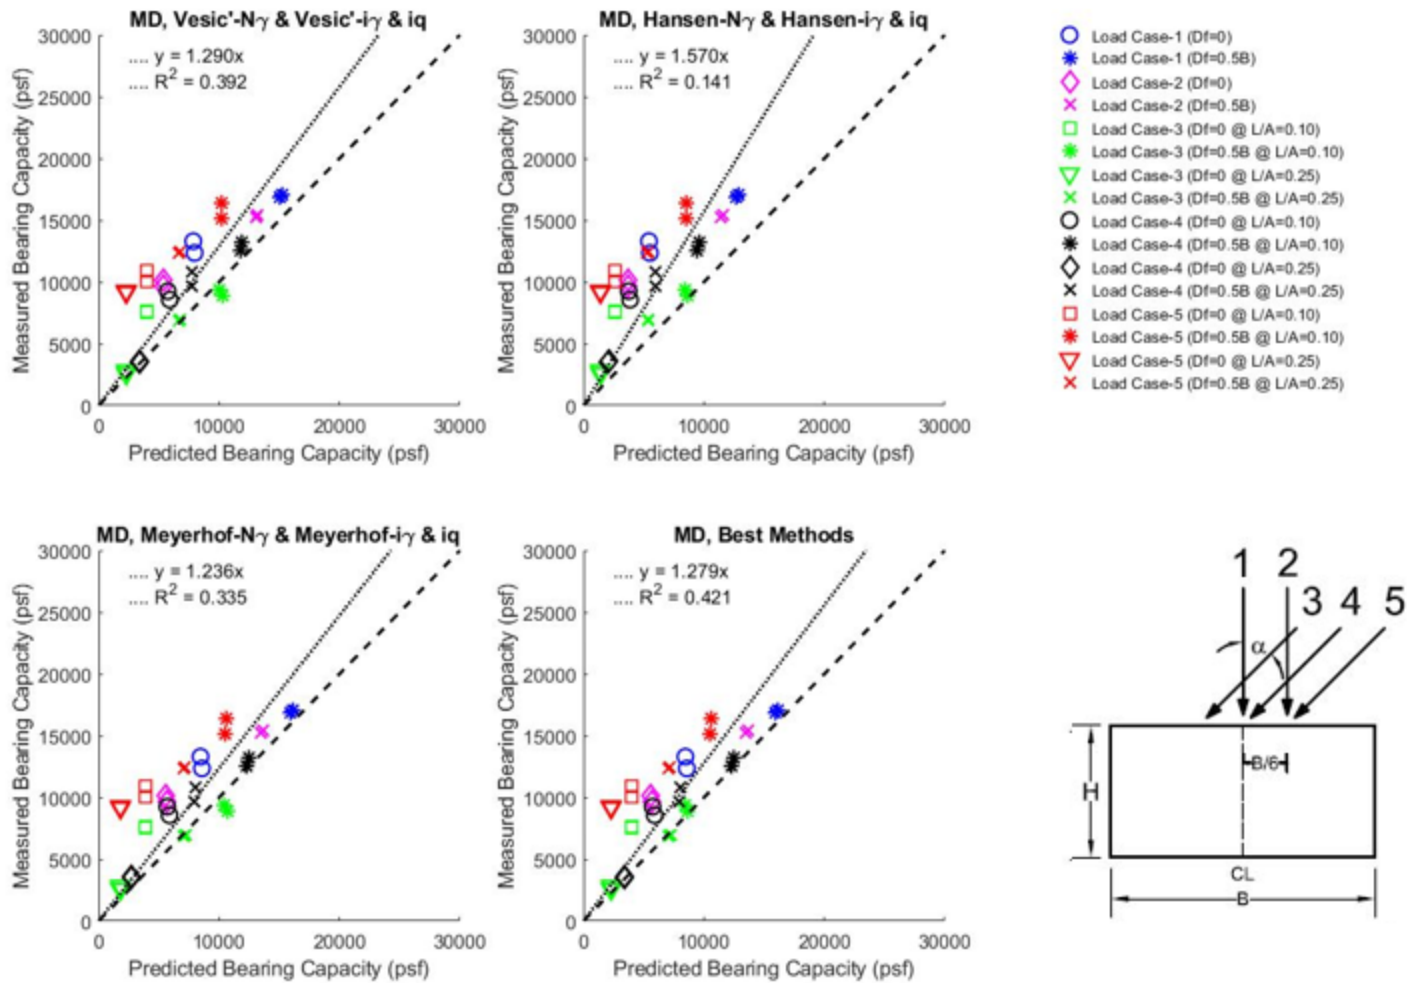 MD, Vesic'-Nγ & Vesic'-iγ & iq
.... y = 1.290x
.... R² = 0.392
30000
25000
20000
15000
10000
5000
0
Measured Bearing Capacity (psf)
0 10000 20000 30000
Predicted Bearing Capacity (psf)
MD, Hansen-Nγ & Hansen-iγ & iq
.... y = 1.570x
.... R² = 0.141
30000
25000
20000
15000
10000
5000
0
Measured Bearing Capacity (psf)
0 10000 20000 30000
Predicted Bearing Capacity (psf)
Load Case-1 (Df=0)
Load Case-1 (Df=0.5B)
Load Case-2 (Df=0)
Load Case-2 (Df=0.5B)
Load Case-3 (Df=0 @ L/A=0.10)
Load Case-3 (Df=0.5B @ L/A=0.10)
Load Case-3 (Df=0 @ L/A=0.25)
Load Case-3 (Df=0.5B @ L/A=0.25)
Load Case-4 (Df=0 @ L/A=0.10)
Load Case-4 (Df=0.5B @ L/A=0.10)
Load Case-4 (Df=0 @ L/A=0.25)
Load Case-4 (Df=0.5B @ L/A=0.25)
Load Case-5 (Df=0 @ L/A=0.10)
Load Case-5 (Df=0.5B @ L/A=0.10)
Load Case-5 (Df=0 @ L/A=0.25)
Load Case-5 (Df=0.5B @ L/A=0.25)
MD, Meyerhof-Nγ & Meyerhof-iγ & iq
.... y = 1.236x
.... R² = 0.335
30000
25000
20000
15000
10000
5000
0
Measured Bearing Capacity (psf)
0 10000 20000 30000
Predicted Bearing Capacity (psf)
MD, Best Methods
.... y = 1.279x
.... R² = 0.421
30000
25000
20000
15000
10000
5000
0
Measured Bearing Capacity (psf)
0 10000 20000 30000
Predicted Bearing Capacity (psf)
1 2
3 4 5
α
B/6
H
CL
B